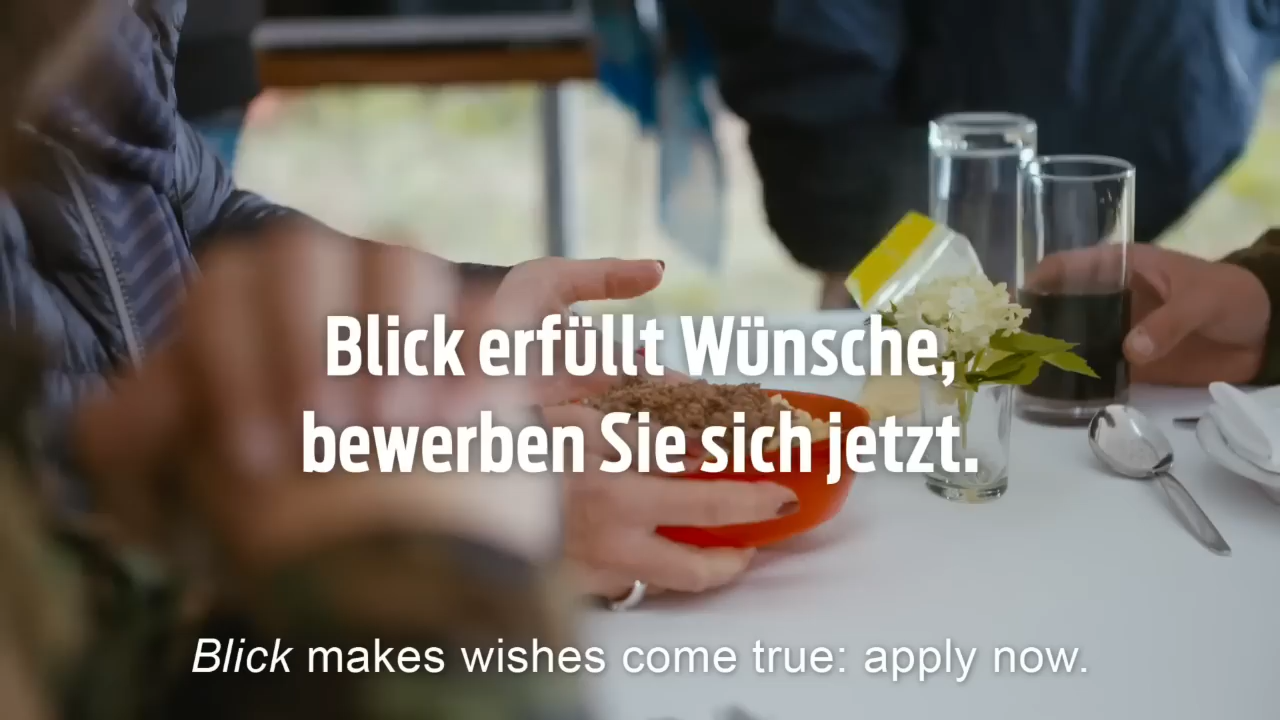 Blick erfüllt Wünsche,
bewerben Sie sich jetzt.
Blick makes wishes come true: apply now.